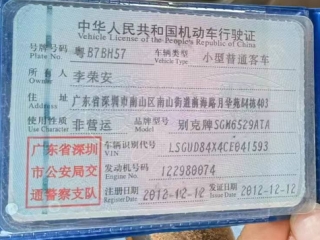 中华人民共和国机动车行驶证
Vehicle License of the People's Republic of China
号牌号码 粤B7BH57 车辆类型 小型普通客车
Plate No. Vehicle Type
所有人 李荣安
Owner
住址 广东省深圳市南山区南山街道南海路月
Address
使用性质 非营运 品牌型号 别克牌SGM6529ATA
Use Character Model
车辆识别代号 LSGUD84X4CE041593
VIN
发动机号码 122980074
Engine No.
注册日期 2012-12-12 发证日期 2012-12-12
Register Date Issue Date
广东省深圳
市公安局交
通警察支队